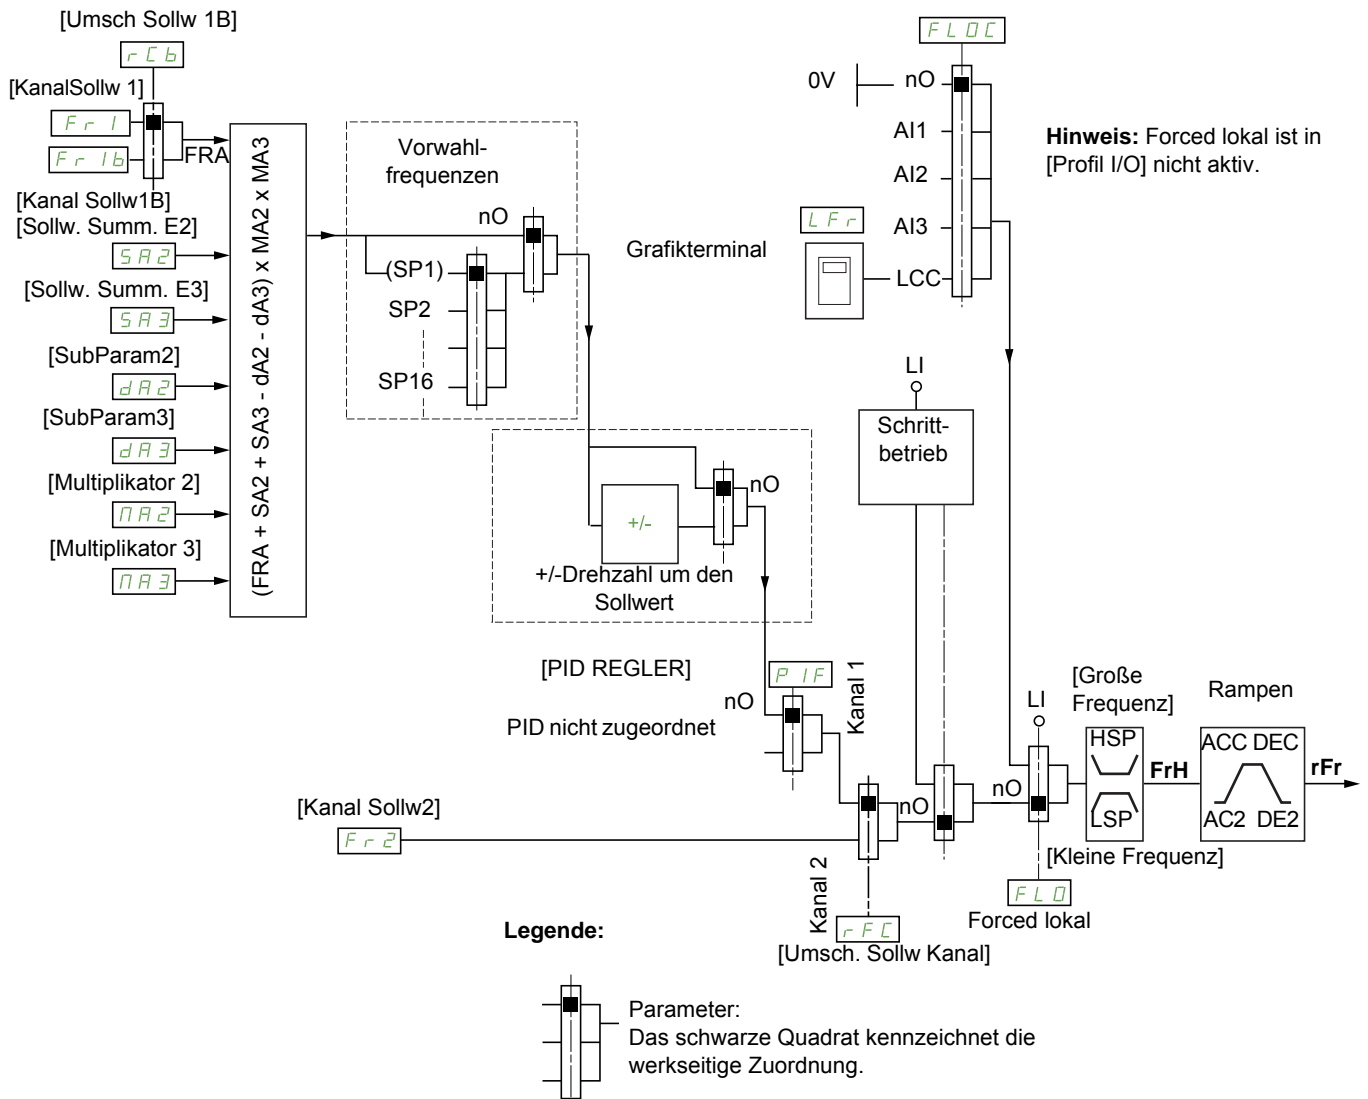 [Umsch Sollw 1B]
rCb
[KanalSollw 1]
Fr1
Fr1b
FRA
[Kanal Sollw1B]
[Sollw. Summ. E2]
SA2
[Sollw. Summ. E3]
SA3
[SubParam2]
dA2
[SubParam3]
dA3
[Multiplikator 2]
MA2
[Multiplikator 3]
MA3
(FRA + SA2 + SA3 - dA2 - dA3) x MA2 x MA3
Vorwahl-
frequenzen
nO
(SP1)
SP2
SP16
FLOC
0V
nO
AI1
AI2
AI3
LCC
LFr
Grafikterminal
Hinweis: Forced lokal ist in
[Profil I/O] nicht aktiv.
LI
Schritt-
betrieb
nO
+/-
+/-Drehzahl um den
Sollwert
[PID REGLER]
PIF
nO
PID nicht zugeordnet
Kanal 1
[Kanal Sollw2]
Fr2
Kanal 2
nO
rFC
[Umsch. Sollw Kanal]
nO
LI
FLO
Forced lokal
[Große
Frequenz]
HSP
LSP
[Kleine Frequenz]
FrH
Rampen
ACC DEC
AC2 DE2
rFr
Legende:
Parameter:
Das schwarze Quadrat kennzeichnet die
werkseitige Zuordnung.